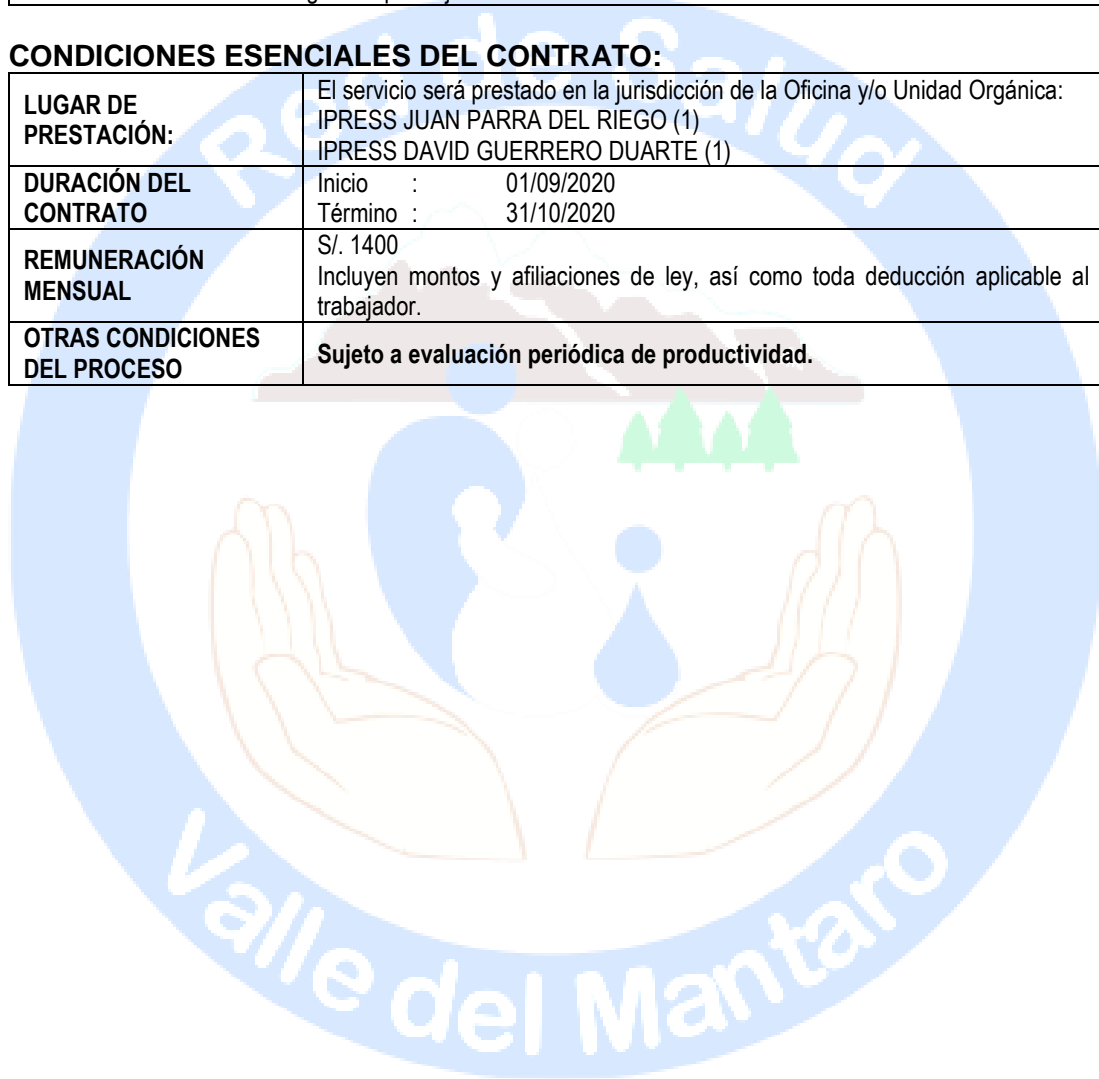 CONDICIONES ESENCIALES DEL CONTRATO:
LUGAR DE PRESTACIÓN:
El servicio será prestado en la jurisdicción de la Oficina y/o Unidad Orgánica:
IPRESS JUAN PARRA DEL RIEGO (1)
IPRESS DAVID GUERRERO DUARTE (1)
DURACIÓN DEL CONTRATO
Inicio : 01/09/2020
Término : 31/10/2020
REMUNERACIÓN MENSUAL
S/. 1400
Incluyen montos y afiliaciones de ley, así como toda deducción aplicable al
trabajador.
OTRAS CONDICIONES DEL PROCESO
Sujeto a evaluación periódica de productividad.
Red de Salud
Valle del Mantaro